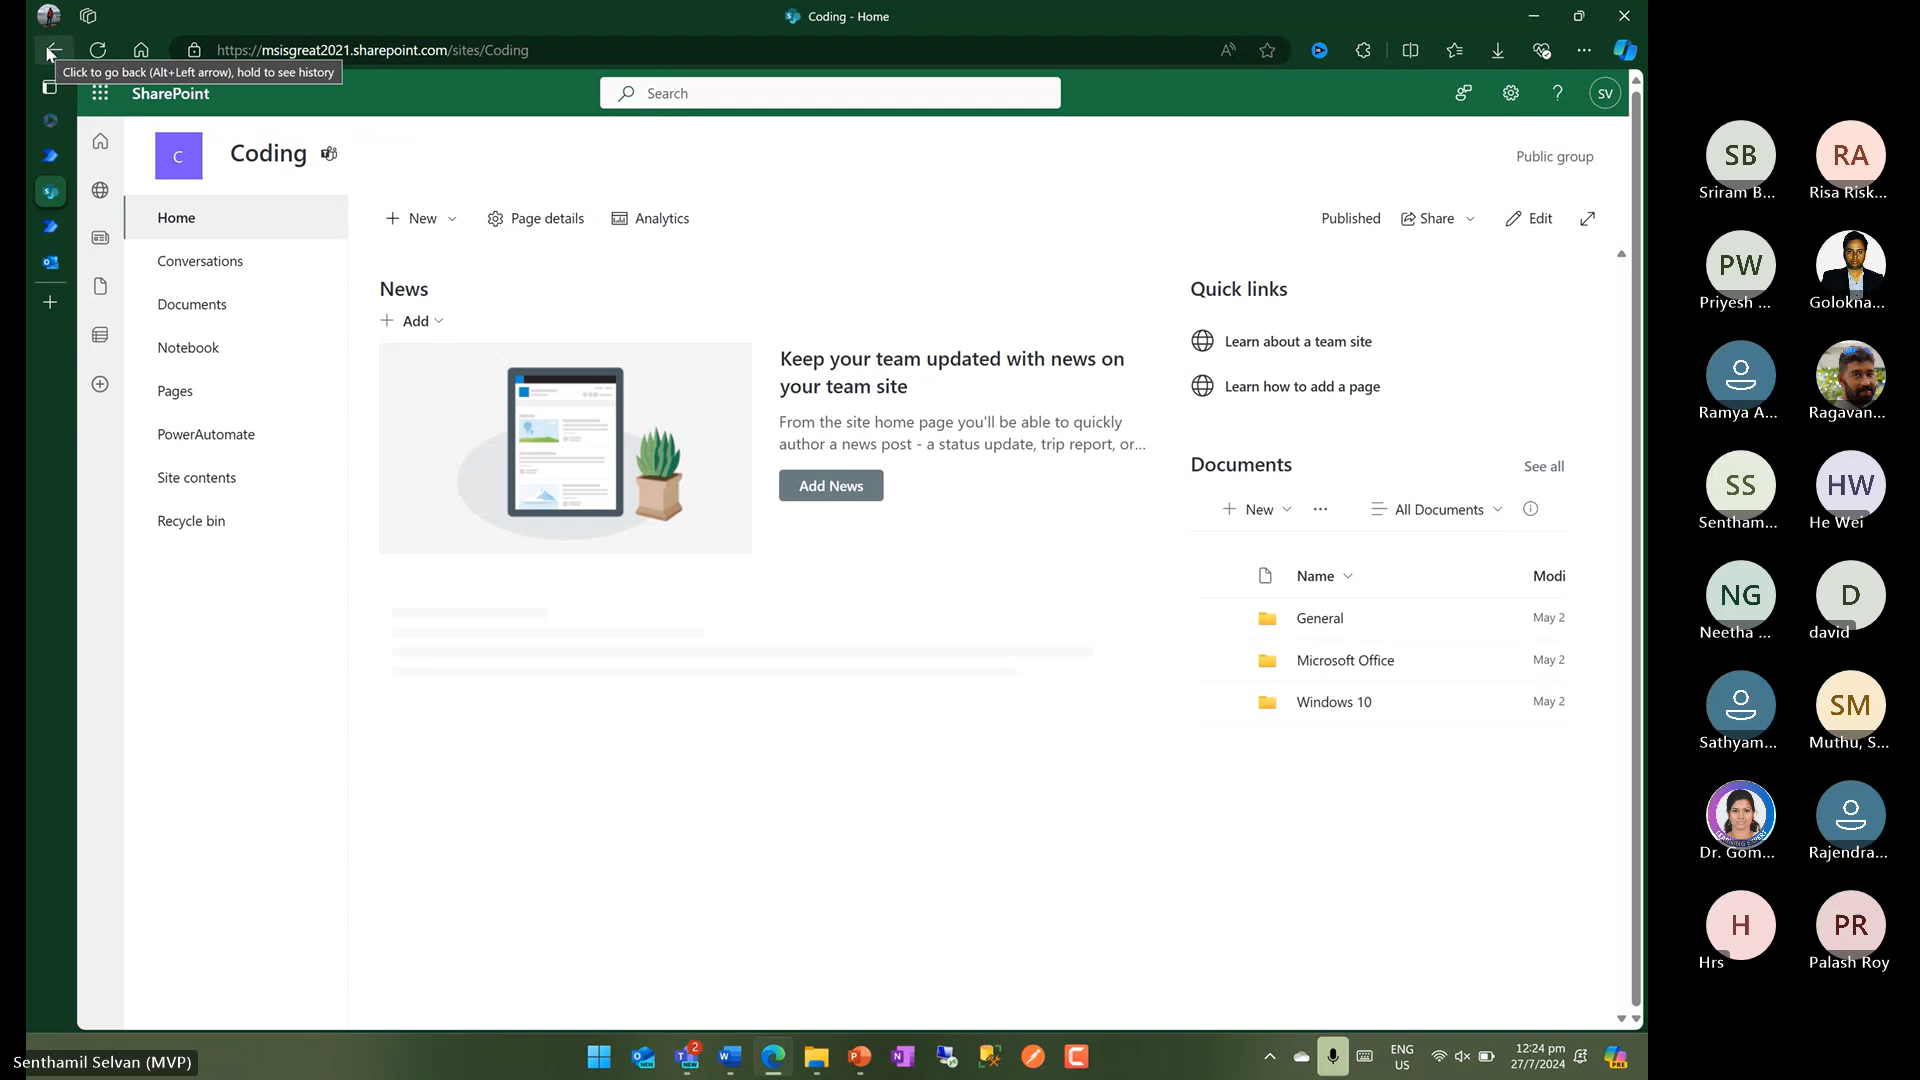 Coding - Home
https://msisgreat2021.sharepoint.com/sites/Coding
Click to go back (Alt+Left arrow), hold to see history
SharePoint
Search
SV
C
Coding
Public group
Home
Conversations
Documents
Notebook
Pages
PowerAutomate
Site contents
Recycle bin
New
Page details
Analytics
Published
Share
Edit
News
Add
Keep your team updated with news on
your team site
From the site home page you'll be able to quickly
author a news post - a status update, trip report, or...
Add News
Quick links
Learn about a team site
Learn how to add a page
Documents
See all
New
All Documents
Name
Modi
General
May 2
Microsoft Office
May 2
Windows 10
May 2
SB
Sriram B...
RA
Risa Risk...
PW
Priyesh ...
Golokna...
Ramya A...
Ragavan...
SS
Sentham...
HW
He Wei
NG
Neetha ...
D
david
Sathyam...
SM
Muthu, S...
Dr. Gom...
Rajendra...
H
Hrs
PR
Palash Roy
Senthamil Selvan (MVP)
NEW
2
NEW
NEW
ENG
US
12:24 pm
27/7/2024
PRE